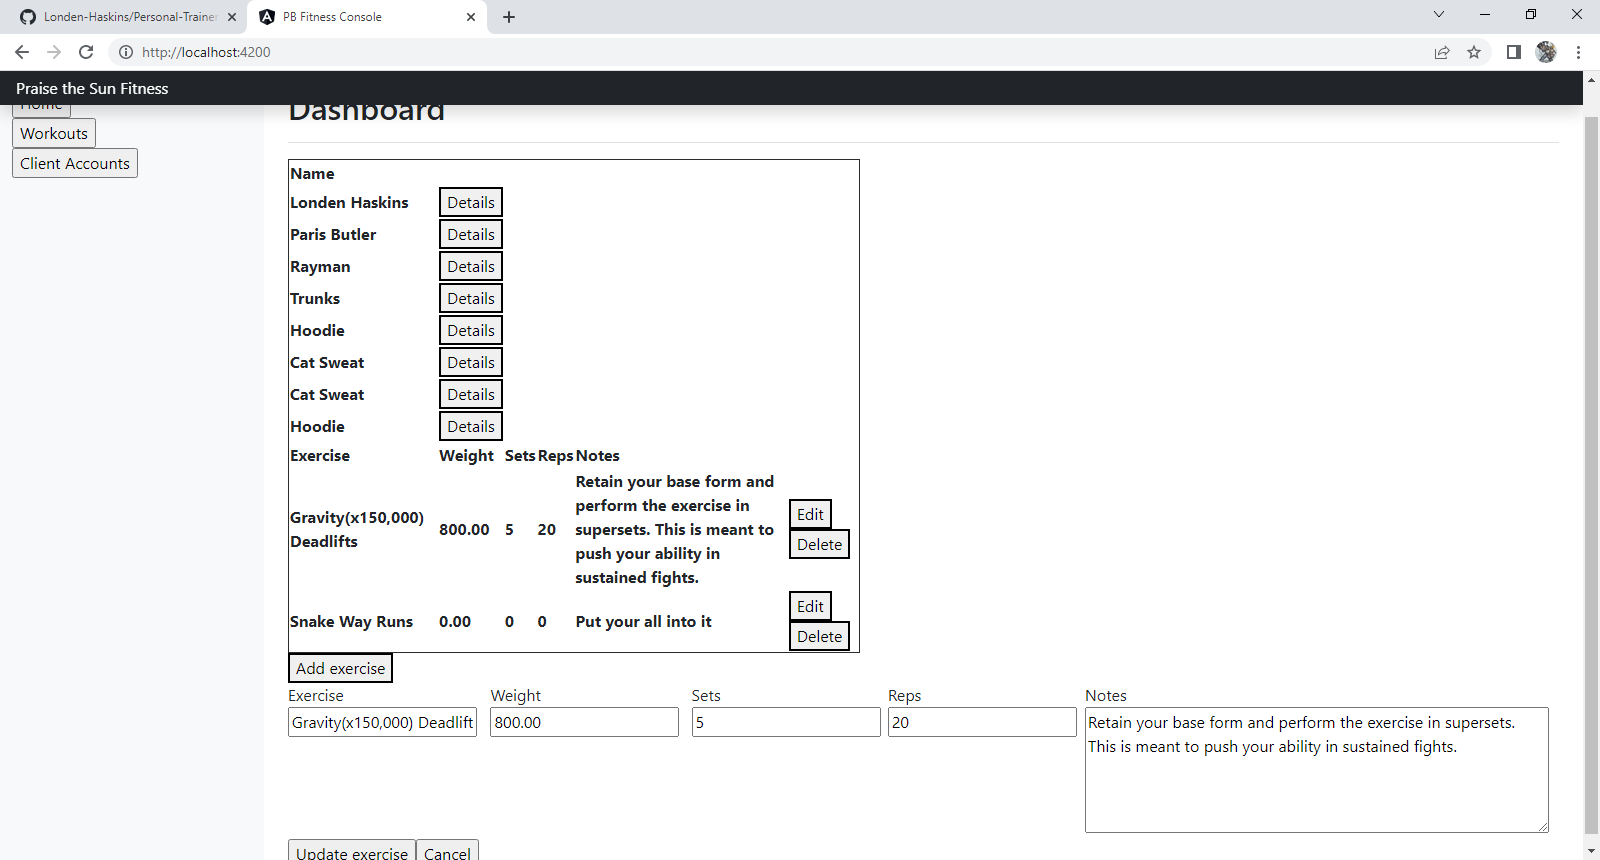 Londen-Haskins/Personal-Trainer
PB Fitness Console
http://localhost:4200
Praise the Sun Fitness
Home
Dashboard
Workouts
Client Accounts
Name
Londen Haskins Details
Paris Butler Details
Rayman Details
Trunks Details
Hoodie Details
Cat Sweat Details
Cat Sweat Details
Hoodie Details
Exercise Weight Sets Reps Notes
Gravity(x150,000)
Deadlifts
800.00 5 20
Retain your base form and
perform the exercise in
supersets. This is meant to
push your ability in
sustained fights.
Edit
Delete
Snake Way Runs 0.00 0 0 Put your all into it
Edit
Delete
Add exercise
Exercise Weight Sets Reps Notes
Gravity(x150,000) Deadlift 800.00 5 20
Retain your base form and perform the exercise in supersets.
This is meant to push your ability in sustained fights.
Update exercise Cancel